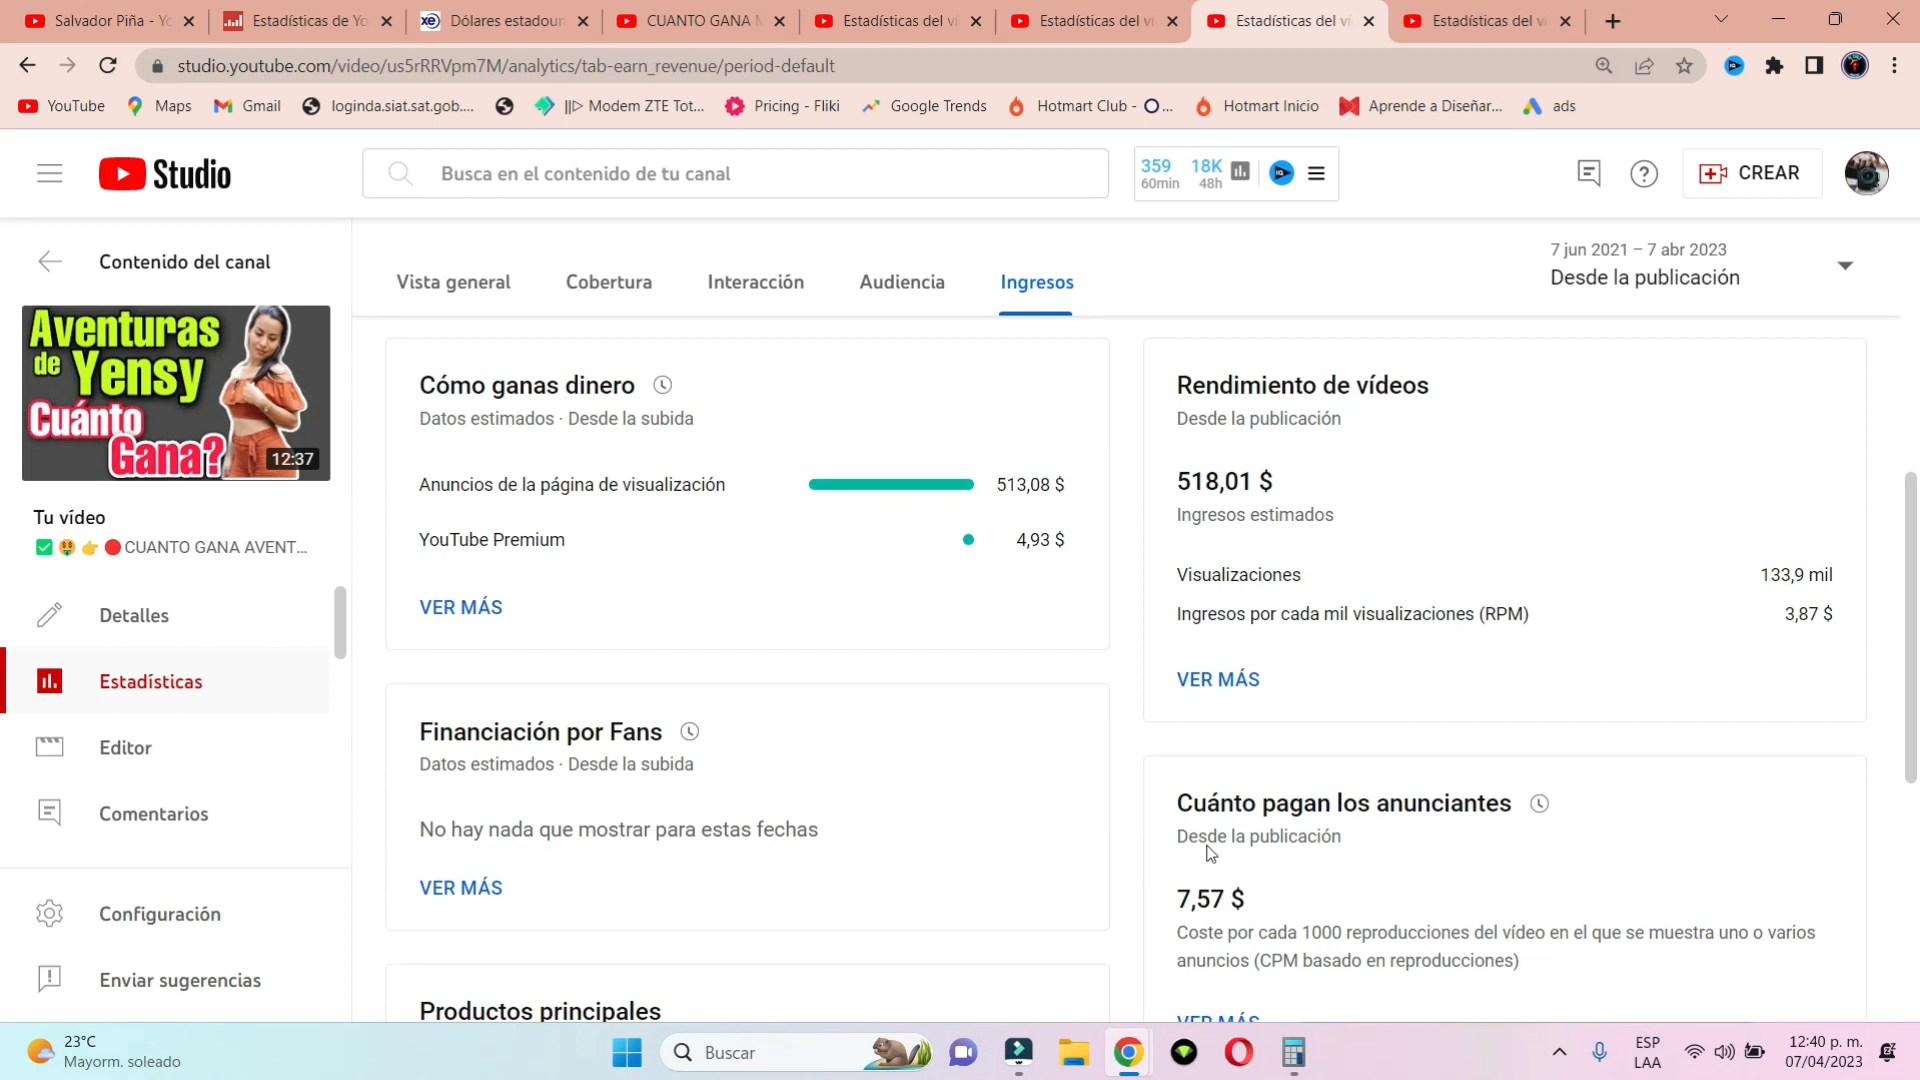 Salvador Piña - Yo
Estadísticas de Yo
Dólares estadoun
CUANTO GANA M
Estadísticas del vi
Estadísticas del vi
Estadísticas del vi
Estadísticas del vi
studio.youtube.com/video/us5rRRVpm7M/analytics/tab-earn_revenue/period-default
YouTube
Maps
Gmail
loginda.siat.sat.gob....
||▷ Modem ZTE Tot...
Pricing - Fliki
Google Trends
Hotmart Club - O...
Hotmart Inicio
Aprende a Diseñar...
ads
Studio
Busca en el contenido de tu canal
359 18K
60min 48h
CREAR
Contenido del canal
Vista general
Cobertura
Interacción
Audiencia
Ingresos
7 jun 2021 – 7 abr 2023
Desde la publicación
Aventuras
de Yensy
Cuánto
Gana?
12:37
Tu vídeo
CUANTO GANA AVENT...
Detalles
Estadísticas
Editor
Comentarios
Configuración
Enviar sugerencias
Cómo ganas dinero
Datos estimados · Desde la subida
Anuncios de la página de visualización 513,08 $
YouTube Premium 4,93 $
VER MÁS
Financiación por Fans
Datos estimados · Desde la subida
No hay nada que mostrar para estas fechas
VER MÁS
Productos principales
Rendimiento de vídeos
Desde la publicación
518,01 $
Ingresos estimados
Visualizaciones 133,9 mil
Ingresos por cada mil visualizaciones (RPM) 3,87 $
VER MÁS
Cuánto pagan los anunciantes
Desde la publicación
7,57 $
Coste por cada 1000 reproducciones del vídeo en el que se muestra uno o varios
anuncios (CPM basado en reproducciones)
VER MÁS
23°C
Mayorm. soleado
Buscar
ESP
LAA
12:40 p. m.
07/04/2023